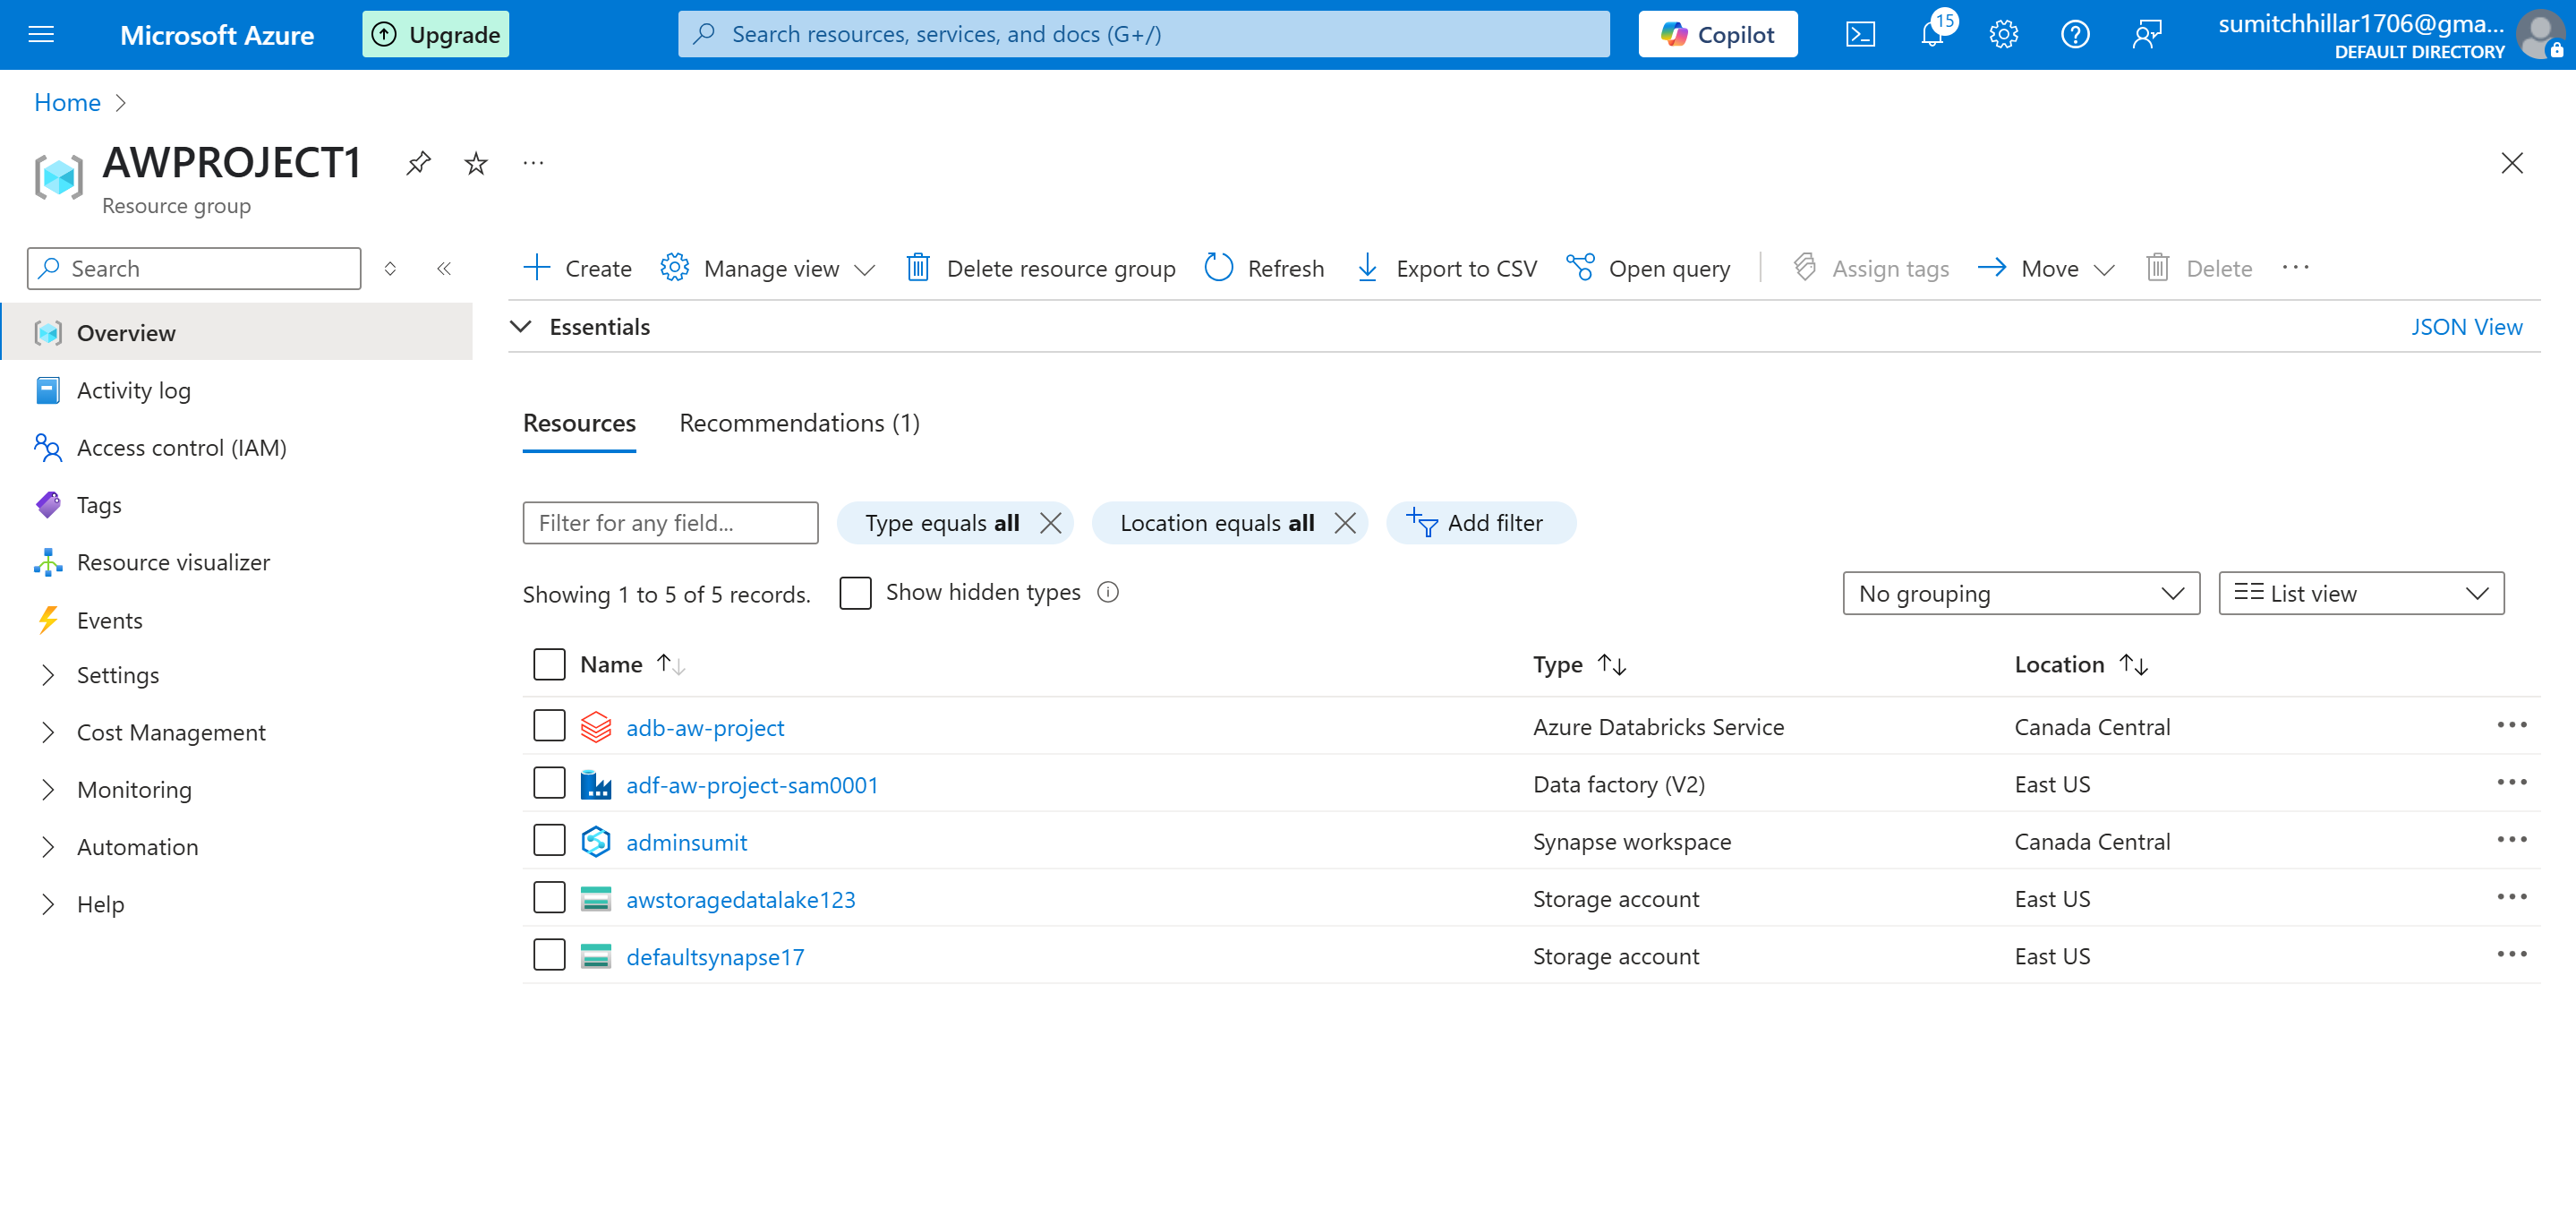 Microsoft Azure
Upgrade
Search resources, services, and docs (G+/)
Copilot
15
sumitchhillar1706@gma...
DEFAULT DIRECTORY
Home
AWPROJECT1
Resource group
Search
Create
Manage view
Delete resource group
Refresh
Export to CSV
Open query
Assign tags
Move
Delete
Essentials
JSON View
Overview
Activity log
Access control (IAM)
Tags
Resource visualizer
Events
Settings
Cost Management
Monitoring
Automation
Help
Resources
Recommendations (1)
Filter for any field...
Type equals all
Location equals all
Add filter
Showing 1 to 5 of 5 records.
Show hidden types
No grouping
List view
Name Type Location
adb-aw-project Azure Databricks Service Canada Central
adf-aw-project-sam0001 Data factory (V2) East US
adminsumit Synapse workspace Canada Central
awstoragedatalake123 Storage account East US
defaultsynapse17 Storage account East US